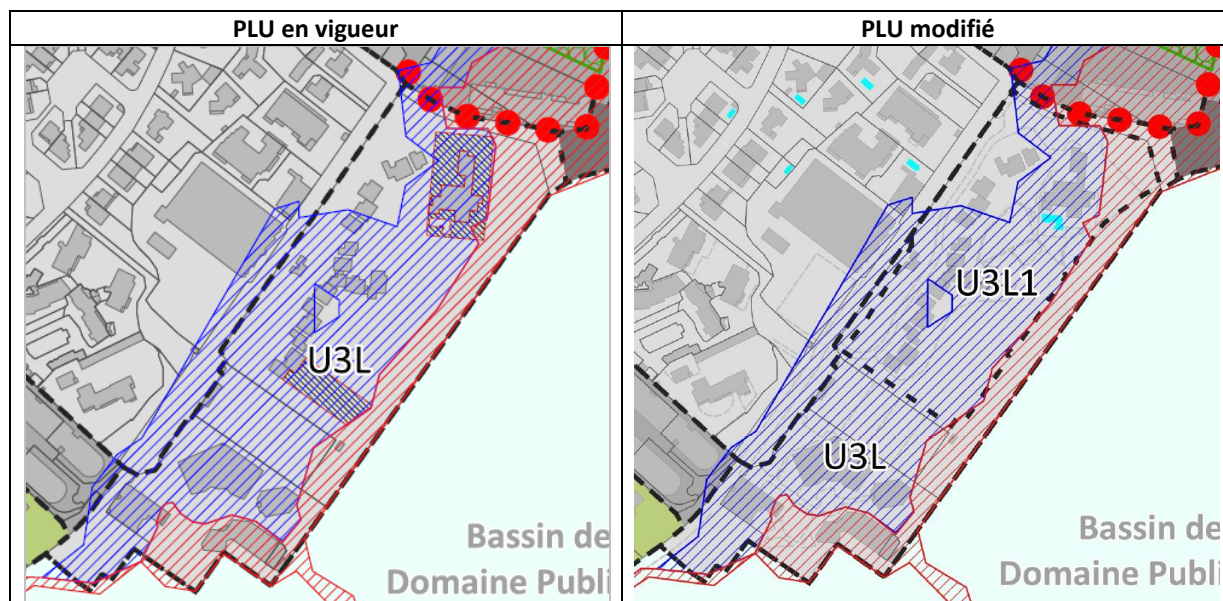 PLU en vigueur
PLU modifié
U3L
Bassin de
Domaine Publi
U3L1
U3L
Bassin de
Domaine Publi